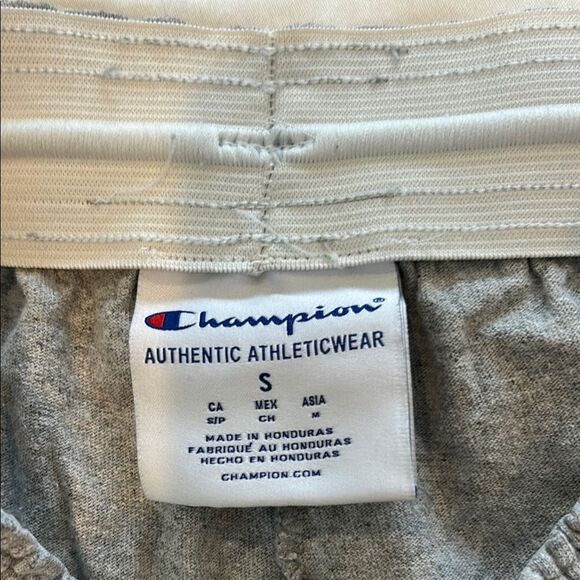 Champion®
AUTHENTIC ATHLETICWEAR
S
CA MEX ASIA
S/P CH M
MADE IN HONDURAS
FABRIQUÉ AU HONDURAS
HECHO EN HONDURAS
CHAMPION.COM